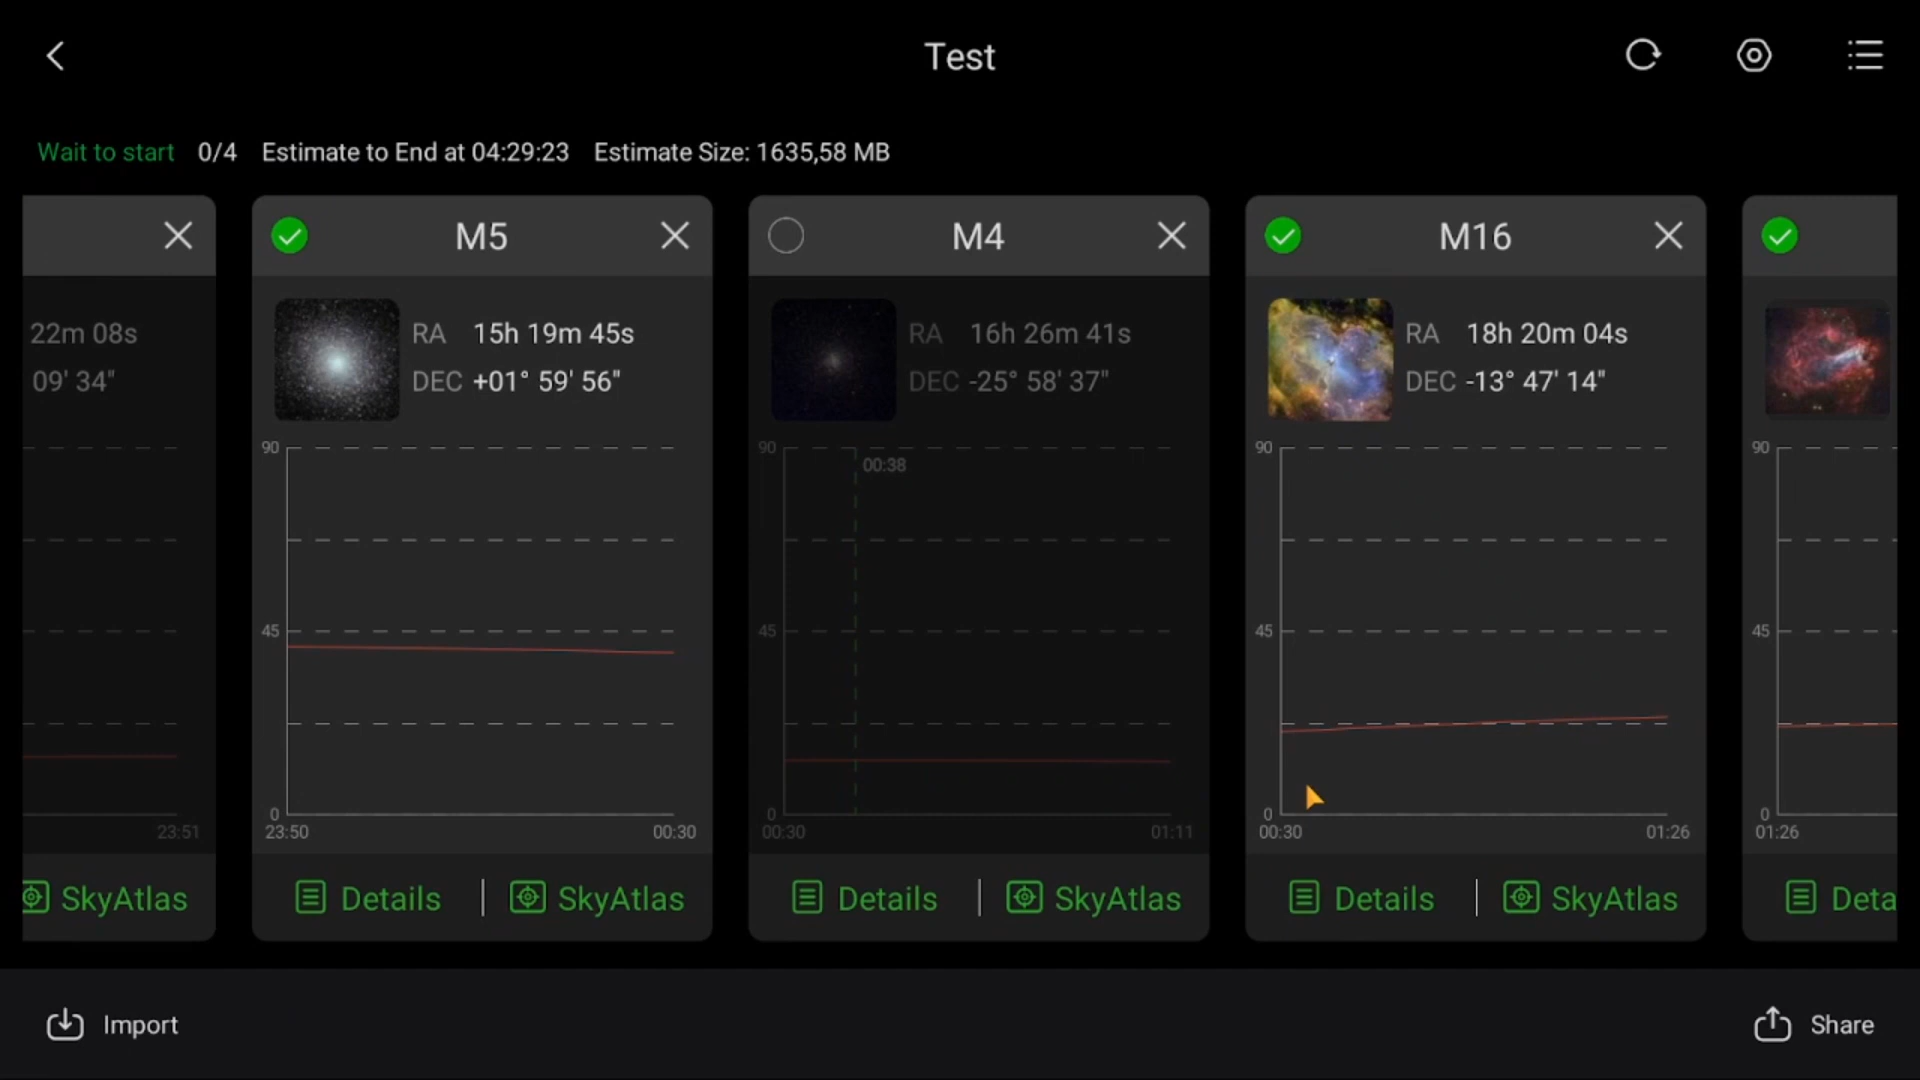 Test
Wait to start 0/4 Estimate to End at 04:29:23 Estimate Size: 1635,58 MB
22m 08s
09' 34"
23:51
SkyAtlas
M5
RA 15h 19m 45s
DEC +01° 59' 56"
90
45
0
23:50 00:30
Details SkyAtlas
M4
RA 16h 26m 41s
DEC -25° 58' 37"
90
00:38
45
0
00:30 01:11
Details SkyAtlas
M16
RA 18h 20m 04s
DEC -13° 47' 14"
90
45
0
00:30 01:26
Details SkyAtlas
90
45
0
01:26
Deta
Import
Share